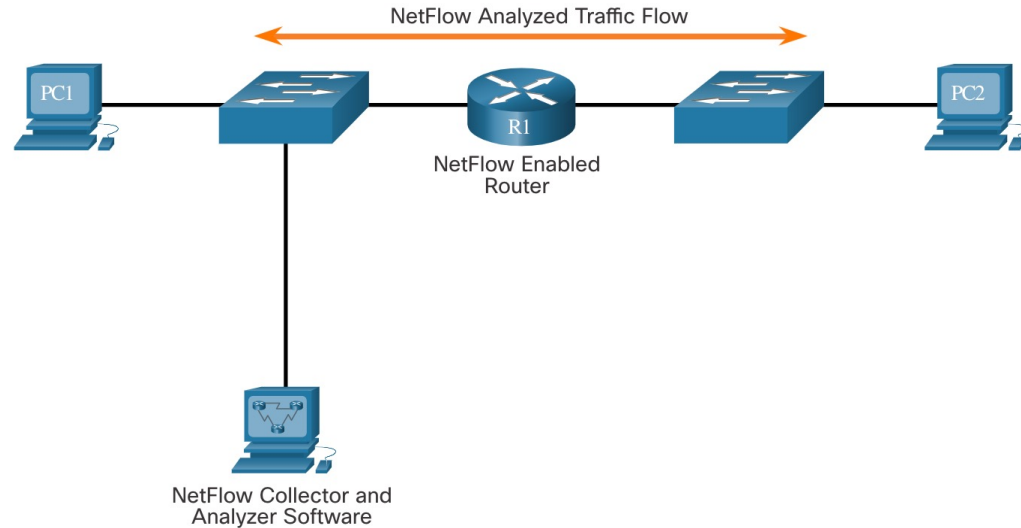 NetFlow Analyzed Traffic Flow
PC1
R1
PC2
NetFlow Enabled
Router
NetFlow Collector and
Analyzer Software